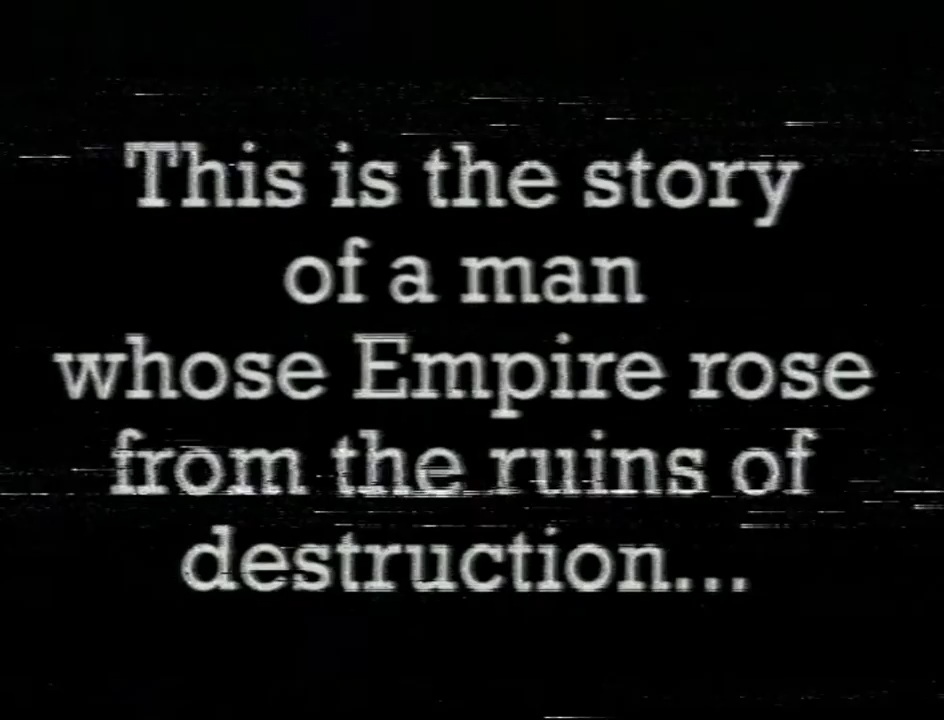 This is the story
of a man
whose Empire rose
from the ruins of
destruction...